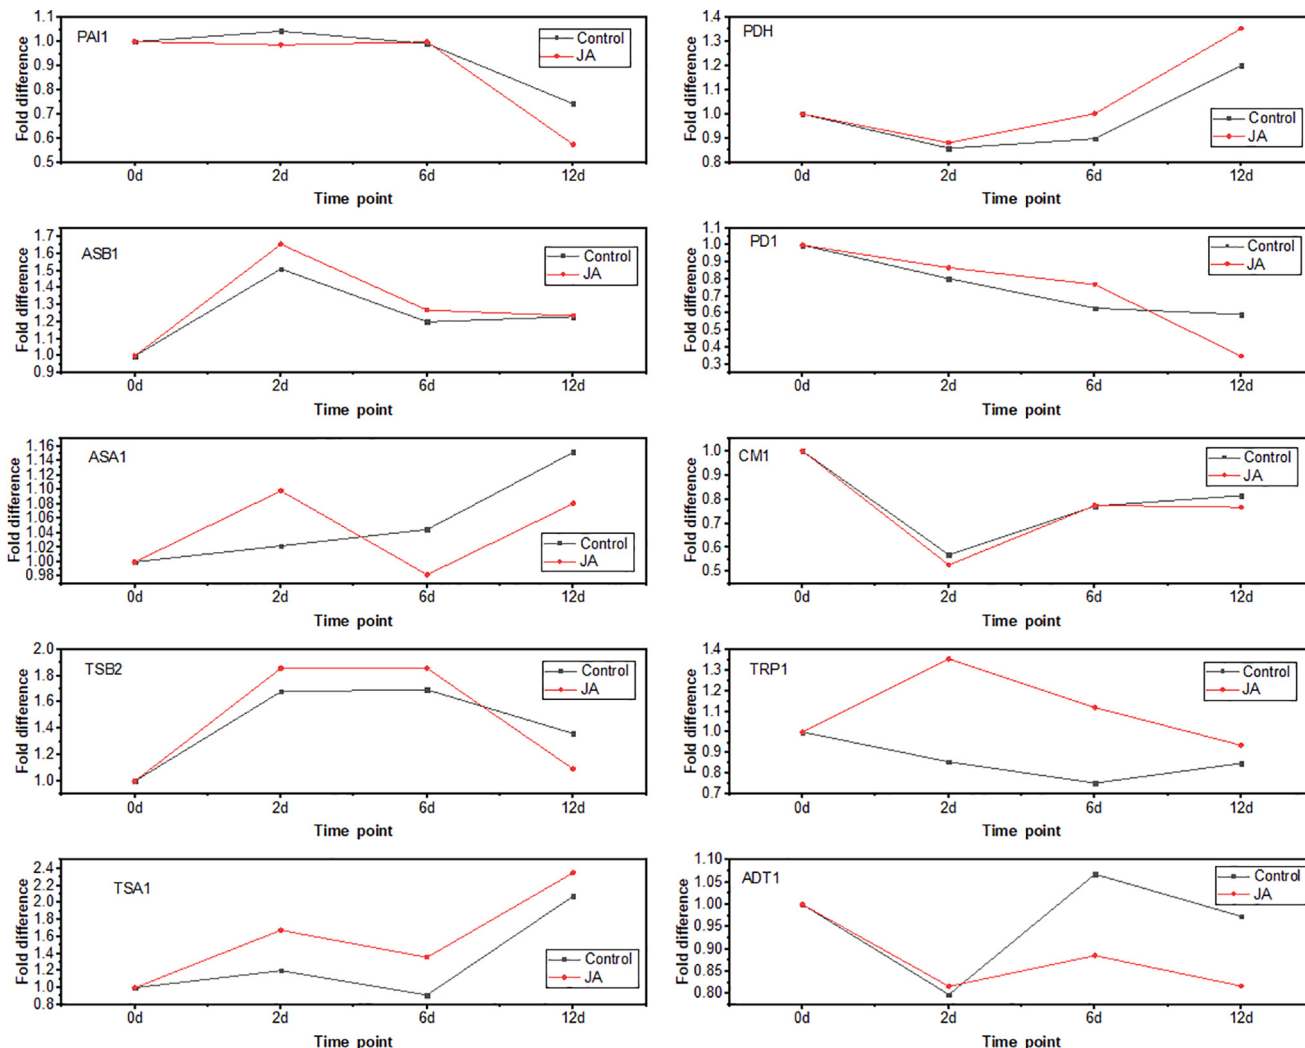 PAI1
Control
JA
1.1
1.0
0.9
0.8
0.7
0.6
0.5
Fold difference
0d
2d
6d
12d
Time point
PDH
Control
JA
1.4
1.3
1.2
1.1
1.0
0.9
0.8
Fold difference
0d
2d
6d
12d
Time point
ASB1
Control
JA
1.7
1.6
1.5
1.4
1.3
1.2
1.1
1.0
0.9
Fold difference
0d
2d
6d
12d
Time point
PD1
Control
JA
1.1
1.0
0.9
0.8
0.7
0.6
0.5
0.4
0.3
Fold difference
0d
2d
6d
12d
Time point
ASA1
Control
JA
1.16
1.14
1.12
1.10
1.08
1.06
1.04
1.02
1.00
0.98
Fold difference
0d
2d
6d
12d
Time point
CM1
Control
JA
1.0
0.9
0.8
0.7
0.6
0.5
Fold difference
0d
2d
6d
12d
Time point
TSB2
Control
JA
2.0
1.8
1.6
1.4
1.2
1.0
Fold difference
0d
2d
6d
12d
Time point
TRP1
Control
JA
1.4
1.3
1.2
1.1
1.0
0.9
0.8
0.7
Fold difference
0d
2d
6d
12d
Time point
TSA1
Control
JA
2.4
2.2
2.0
1.8
1.6
1.4
1.2
1.0
0.8
Fold difference
0d
2d
6d
12d
Time point
ADT1
Control
JA
1.10
1.05
1.00
0.95
0.90
0.85
0.80
Fold difference
0d
2d
6d
12d
Time point